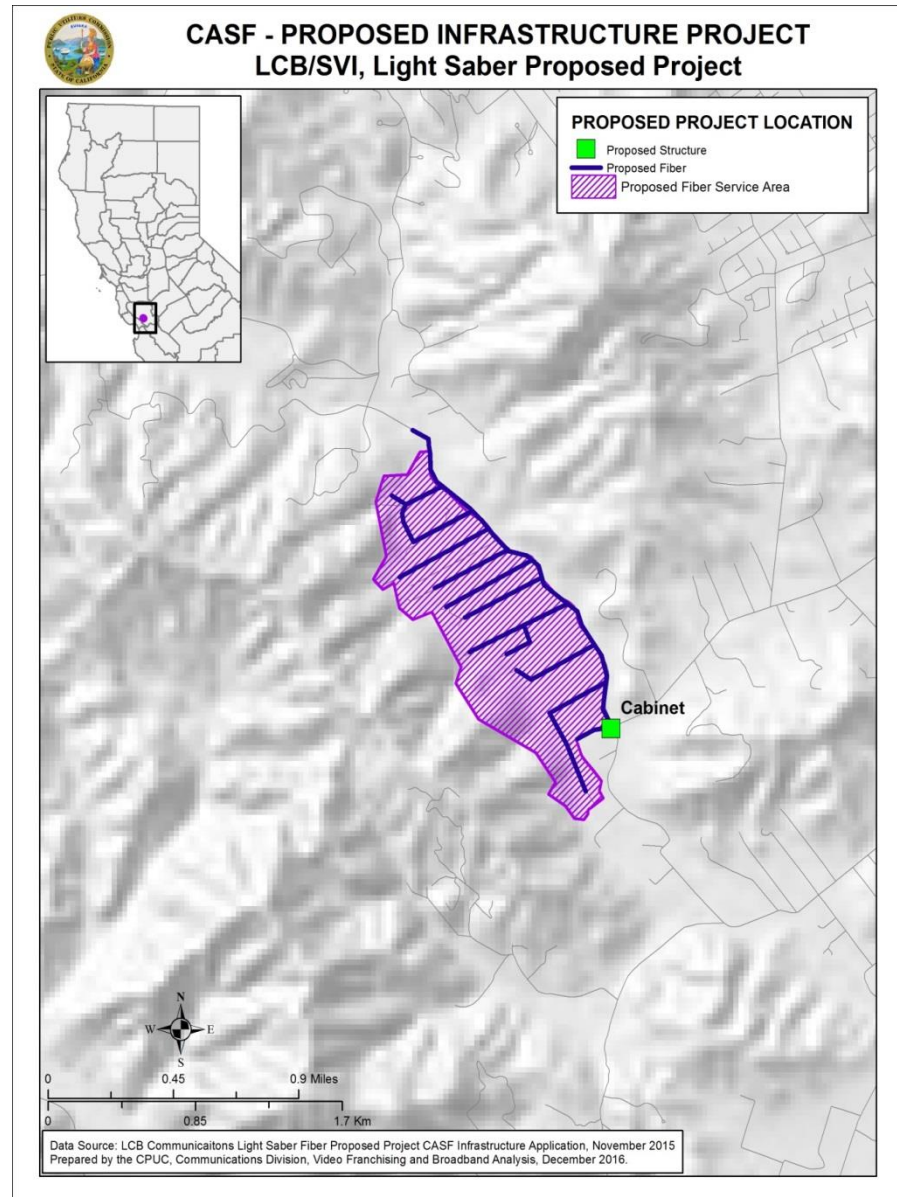 CASF - PROPOSED INFRASTRUCTURE PROJECT
LCB/SVI, Light Saber Proposed Project
PROPOSED PROJECT LOCATION
Proposed Structure
Proposed Fiber
Proposed Fiber Service Area
Cabinet
N
W E
S
0 0.45 0.9 Miles
0 0.85 1.7 Km
Data Source: LCB Communicaitons Light Saber Fiber Proposed Project CASF Infrastructure Application, November 2015
Prepared by the CPUC, Communications Division, Video Franchising and Broadband Analysis, December 2016.